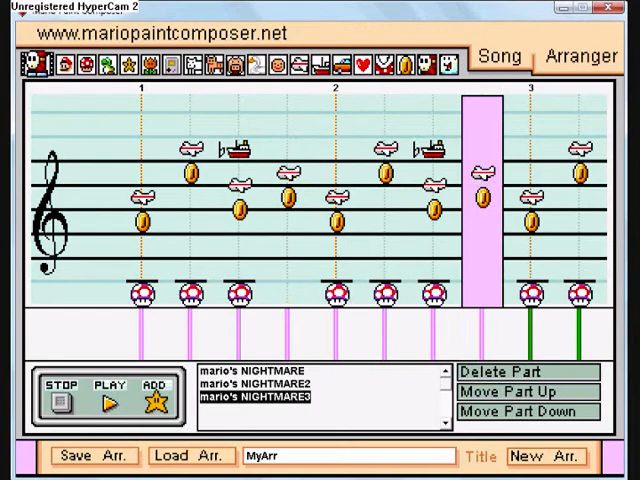 Unregistered HyperCam 2
www.mariopaintcomposer.net
Song
Arranger
1
2
3
STOP
PLAY
ADD
mario's NIGHTMARE
mario's NIGHTMARE2
mario's NIGHTMARE3
Delete Part
Move Part Up
Move Part Down
Save Arr.
Load Arr.
MyArr
Title
New Arr.